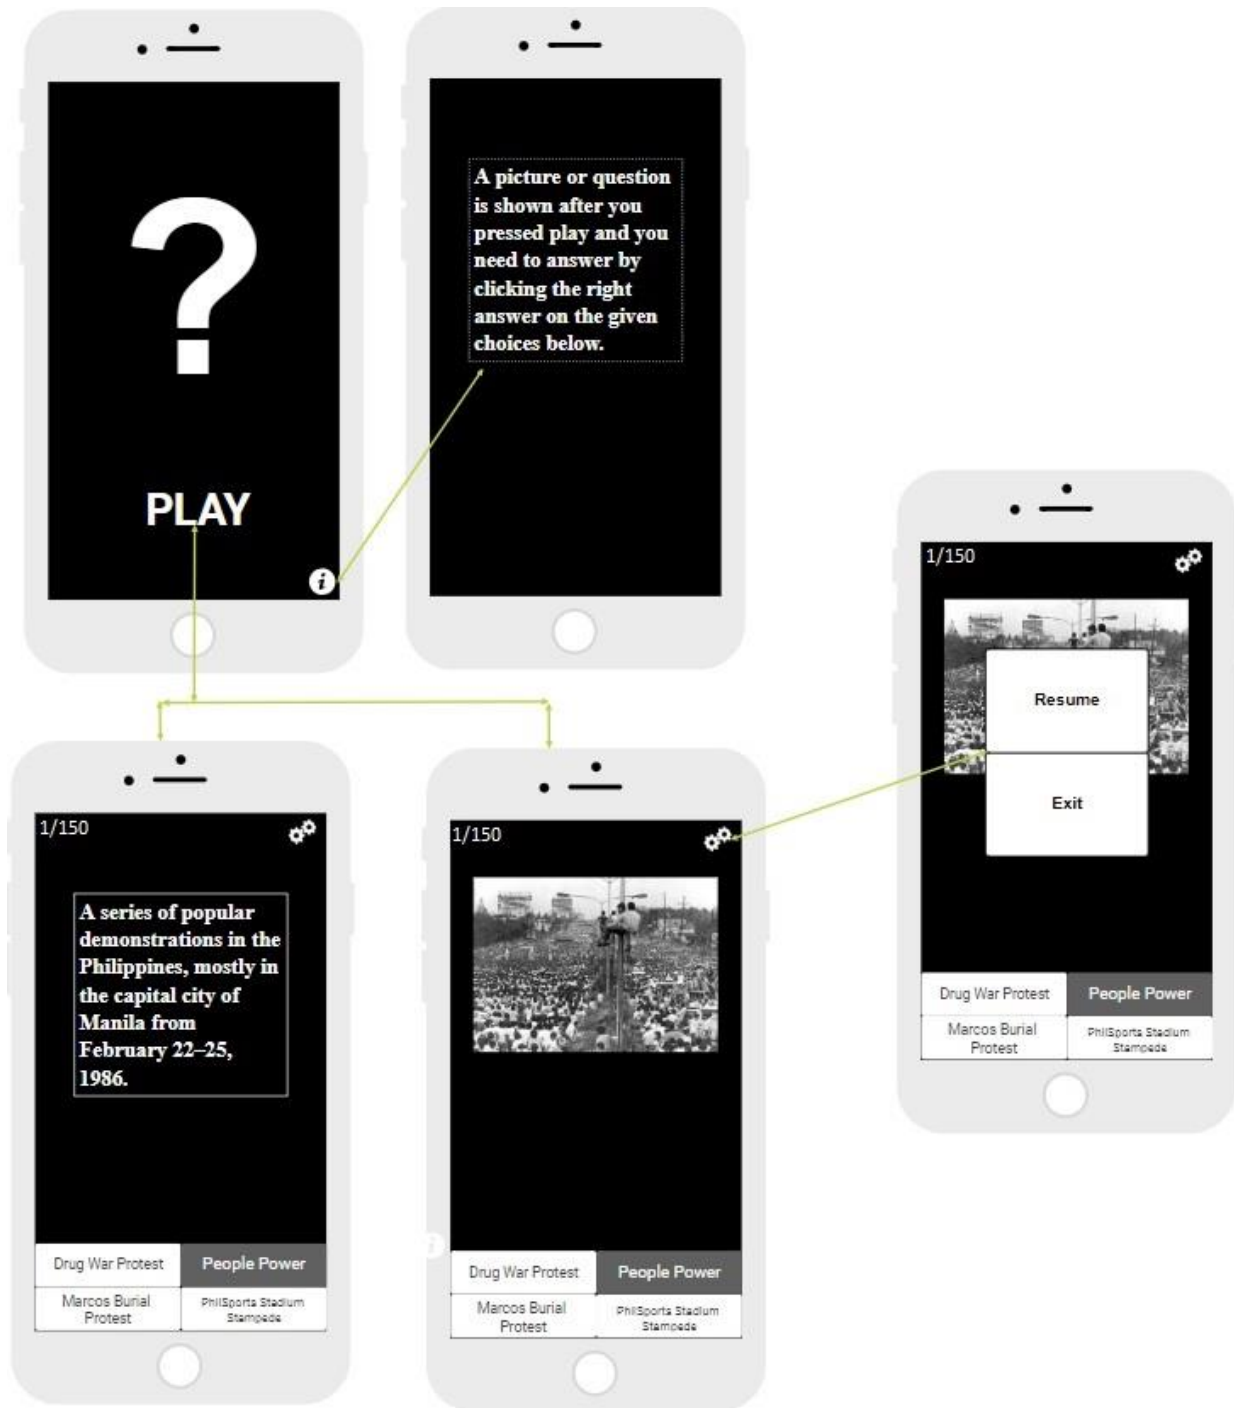 ?
PLAY
i
A picture or question
is shown after you
pressed play and you
need to answer by
clicking the right
answer on the given
choices below.
1/150
Resume
Exit
Drug War Protest
People Power
Marcos Burial
Protest
PhilSports Stadium
Stampede
1/150
A series of popular
demonstrations in the
Philippines, mostly in
the capital city of
Manila from
February 22–25,
1986.
Drug War Protest
People Power
Marcos Burial
Protest
PhilSports Stadium
Stampede
1/150
i
Drug War Protest
People Power
Marcos Burial
Protest
PhilSports Stadium
Stampede